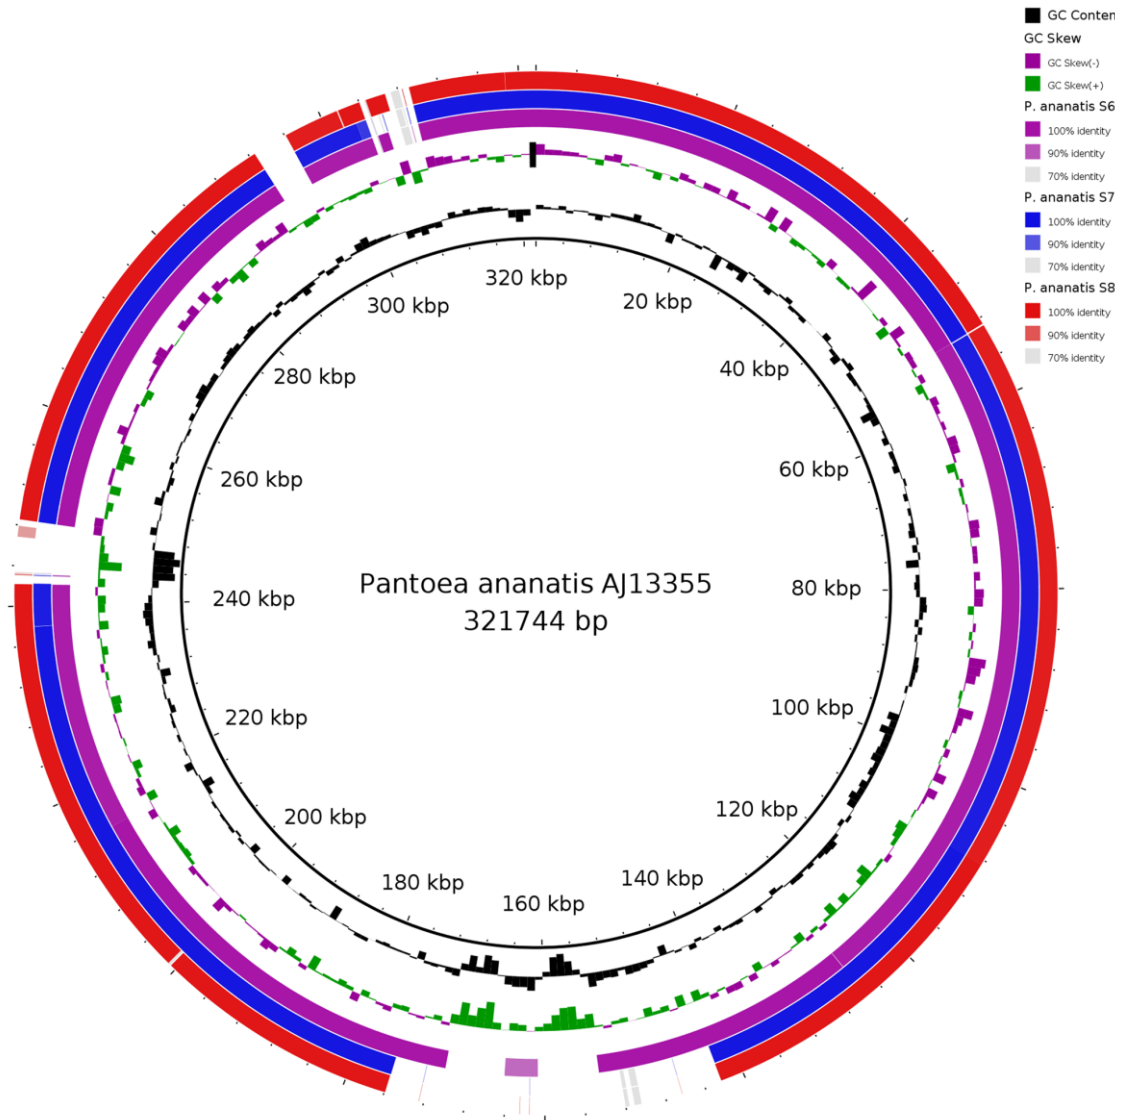 GC Conten
GC Skew
GC Skew(-)
GC Skew(+)
P. ananatis S6
100% identity
90% identity
70% identity
P. ananatis S7
100% identity
90% identity
70% identity
P. ananatis S8
100% identity
90% identity
70% identity
320 kbp
20 kbp
40 kbp
60 kbp
80 kbp
100 kbp
120 kbp
140 kbp
160 kbp
180 kbp
200 kbp
220 kbp
240 kbp
260 kbp
280 kbp
300 kbp
Pantoea ananatis AJ13355
321744 bp